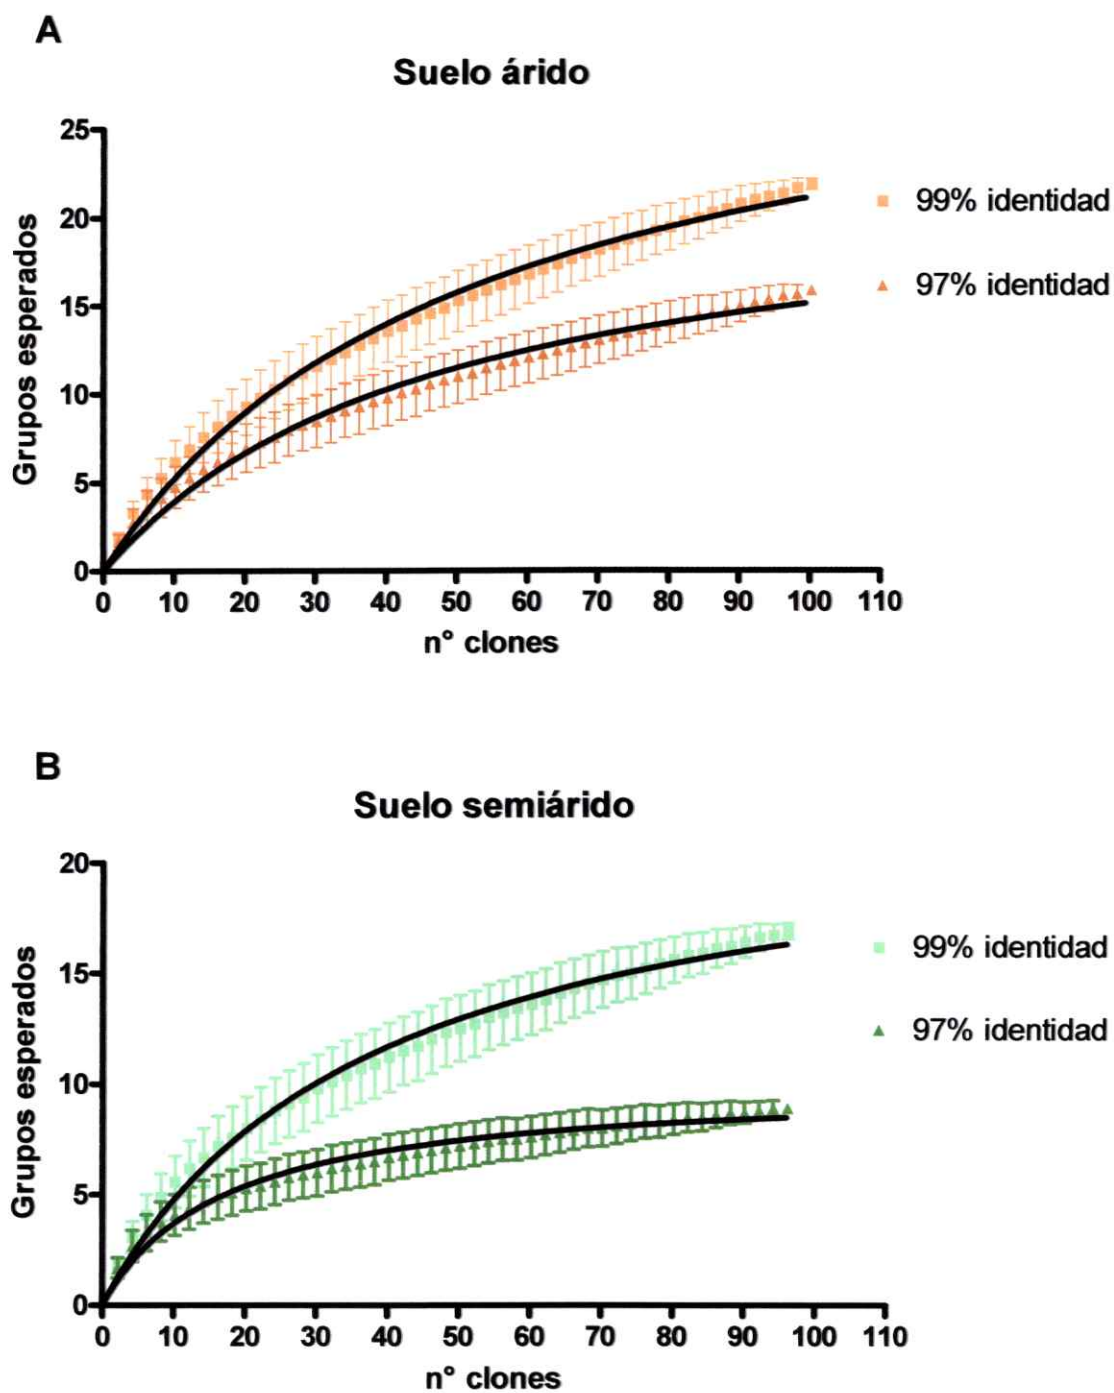 A
Suelo árido
25
20
15
10
5
0
Grupos esperados
0 10 20 30 40 50 60 70 80 90 100 110
n° clones
99% identidad
97% identidad
B
Suelo semiárido
20
15
10
5
0
Grupos esperados
0 10 20 30 40 50 60 70 80 90 100 110
n° clones
99% identidad
97% identidad